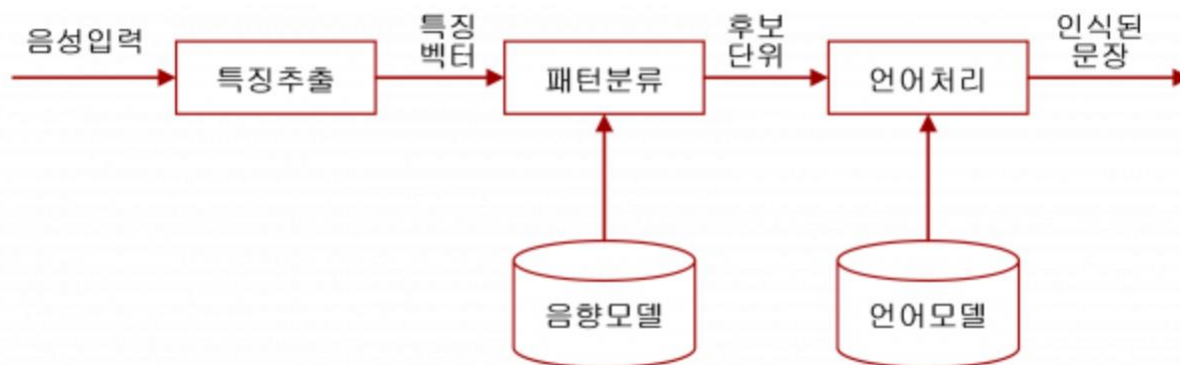 음성입력
특징추출
특징
벡터
패턴분류
후보
단위
언어처리
인식된
문장
음향모델
언어모델